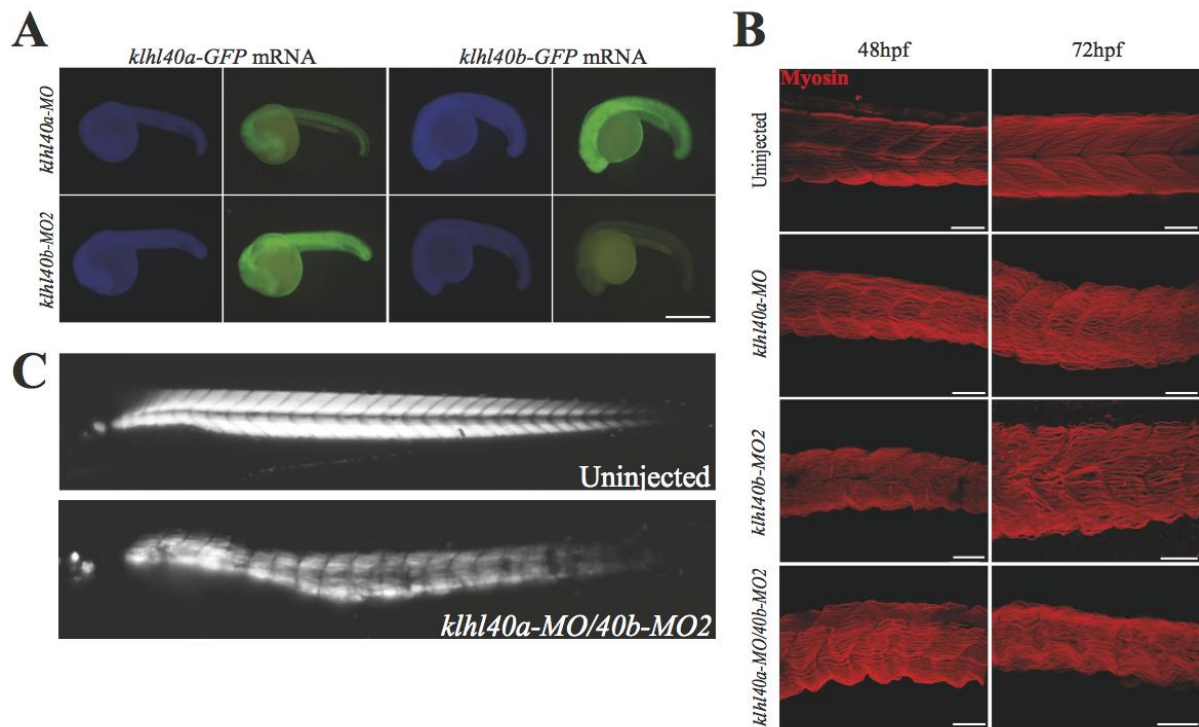 A
klhl40a-GFP mRNA
klhl40b-GFP mRNA
klhl40a-MO
klhl40b-MO2
B
48hpf
72hpf
Myosin
Uninjected
klhl40a-MO
klhl40b-MO2
klhl40a-MO/40b-MO2
C
Uninjected
klhl40a-MO/40b-MO2